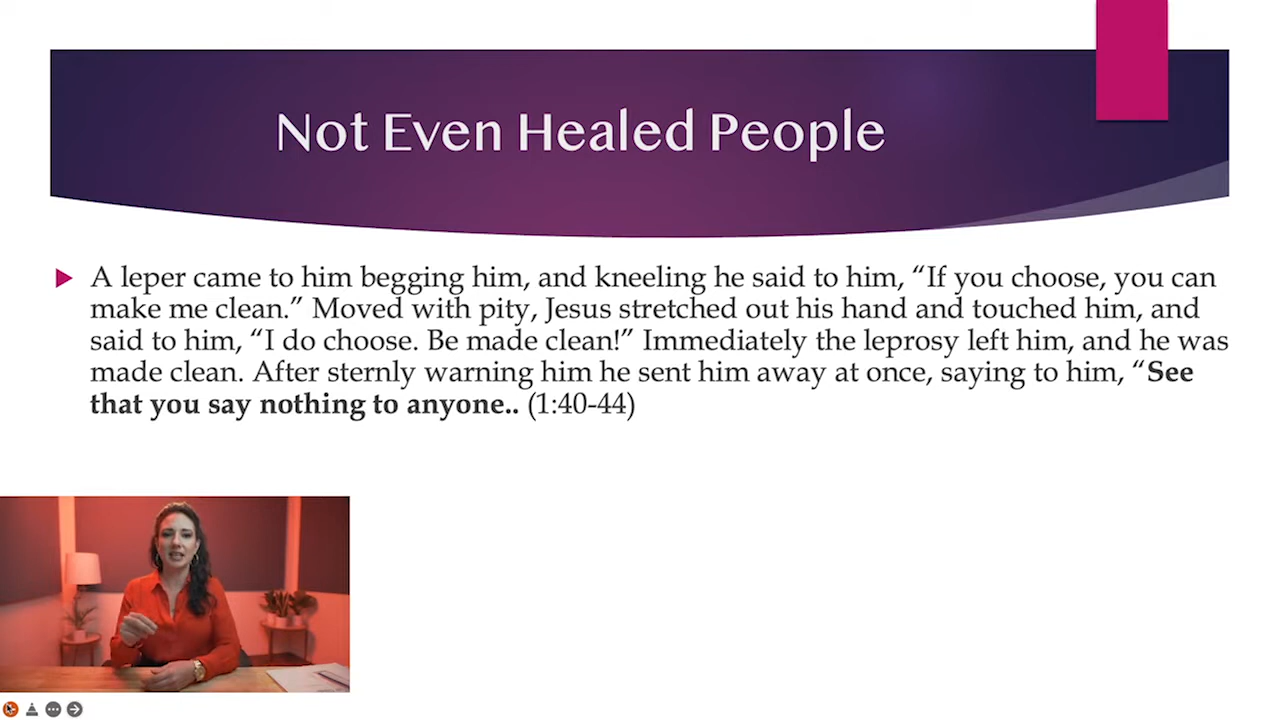 Not Even Healed People
A leper came to him begging him, and kneeling he said to him, “If you choose, you can
make me clean.” Moved with pity, Jesus stretched out his hand and touched him, and
said to him, “I do choose. Be made clean!” Immediately the leprosy left him, and he was
made clean. After sternly warning him he sent him away at once, saying to him, “See
that you say nothing to anyone.. (1:40-44)